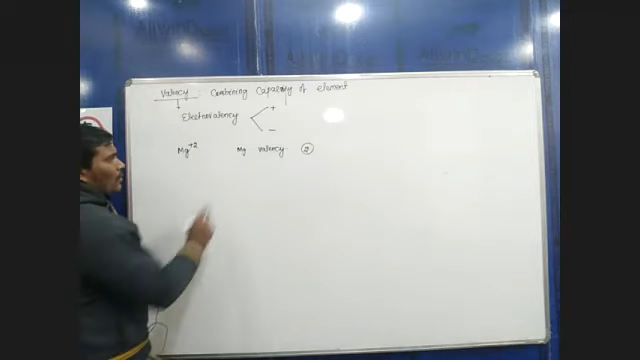 Valency : Combining Capacity of element
Electrovalency
+
-
Mg+2 Mg valency. 2